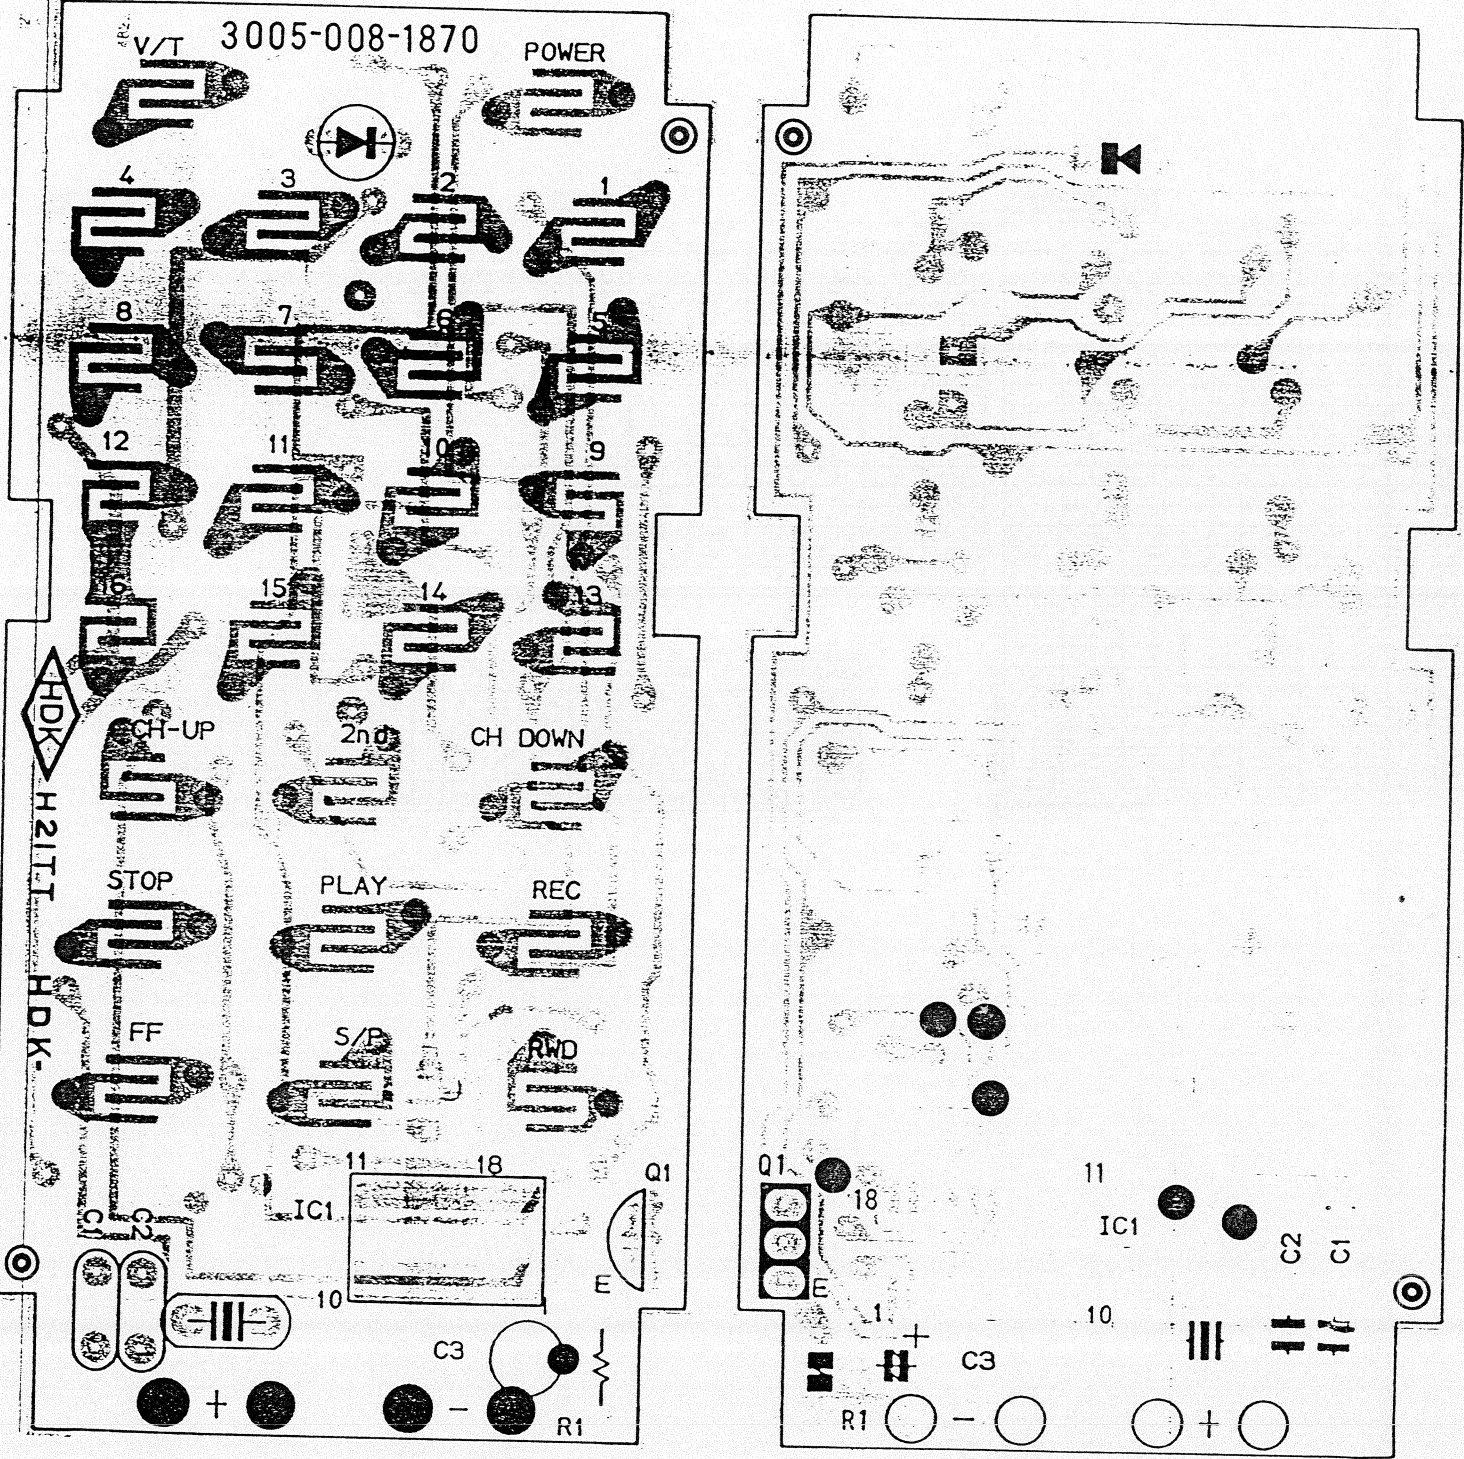 3005-008-1870
V/T
POWER
4 3 2 1
8 7 6 5
12 11 10 9
16 15 14 13
HDK
CH-UP 2nd CH DOWN
H2ITT
STOP PLAY REC
HDK-
FF S/P RWD
11 18 Q1
IC1
C1 C2
E
10
C3
+ - R1
Q1 18 11
IC1
C2 C1
E
1 10
+
C3
R1 - +